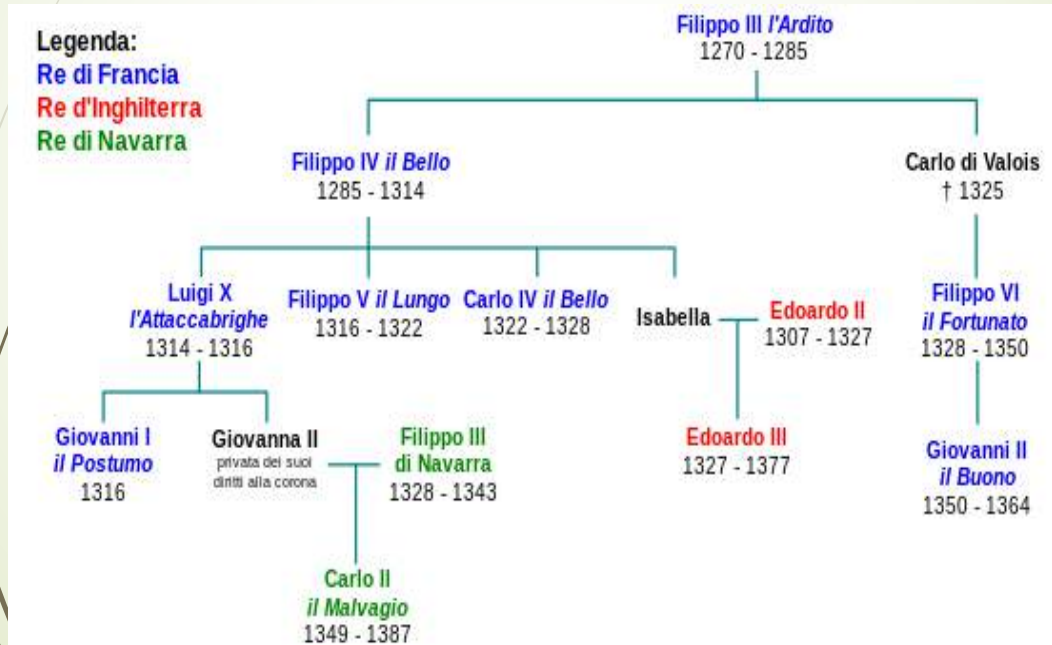 Legenda:
Re di Francia
Re d'Inghilterra
Re di Navarra
Filippo III l'Ardito
1270 - 1285
Filippo IV il Bello
1285 - 1314
Carlo di Valois
† 1325
Luigi X
l'Attaccabrighe
1314 - 1316
Filippo V il Lungo
1316 - 1322
Carlo IV il Bello
1322 - 1328
Isabella
Edoardo II
1307 - 1327
Filippo VI
il Fortunato
1328 - 1350
Giovanni I
il Postumo
1316
Giovanna II
privata dei suoi
diritti alla corona
Filippo III
di Navarra
1328 - 1343
Edoardo III
1327 - 1377
Giovanni II
il Buono
1350 - 1364
Carlo II
il Malvagio
1349 - 1387